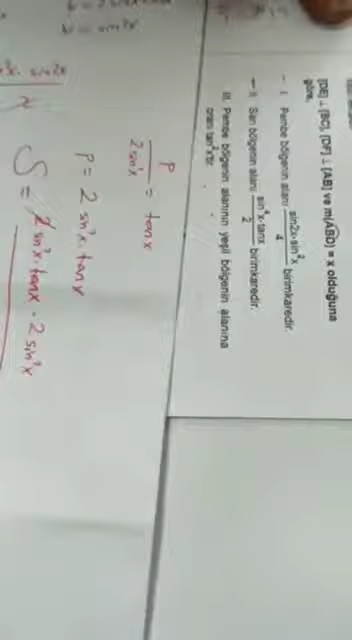 [DE] ⊥ [BC], [DF] ⊥ [AB] ve m(ABD) = x olduğuna
göre,
I. Pembe bölgenin alanı sin2x·sin²x / 4 birimkaredir.
II. Sarı bölgenin alanı sin⁴x·tanx / 2 birimkaredir.
III. Pembe bölgenin alanının yeşil bölgenin alanına
oranı tan²x'tir.
P / 2sin²x = tanx
P = 2 sin²x·tanx
S = 2sin²x·tanx·2sin²x